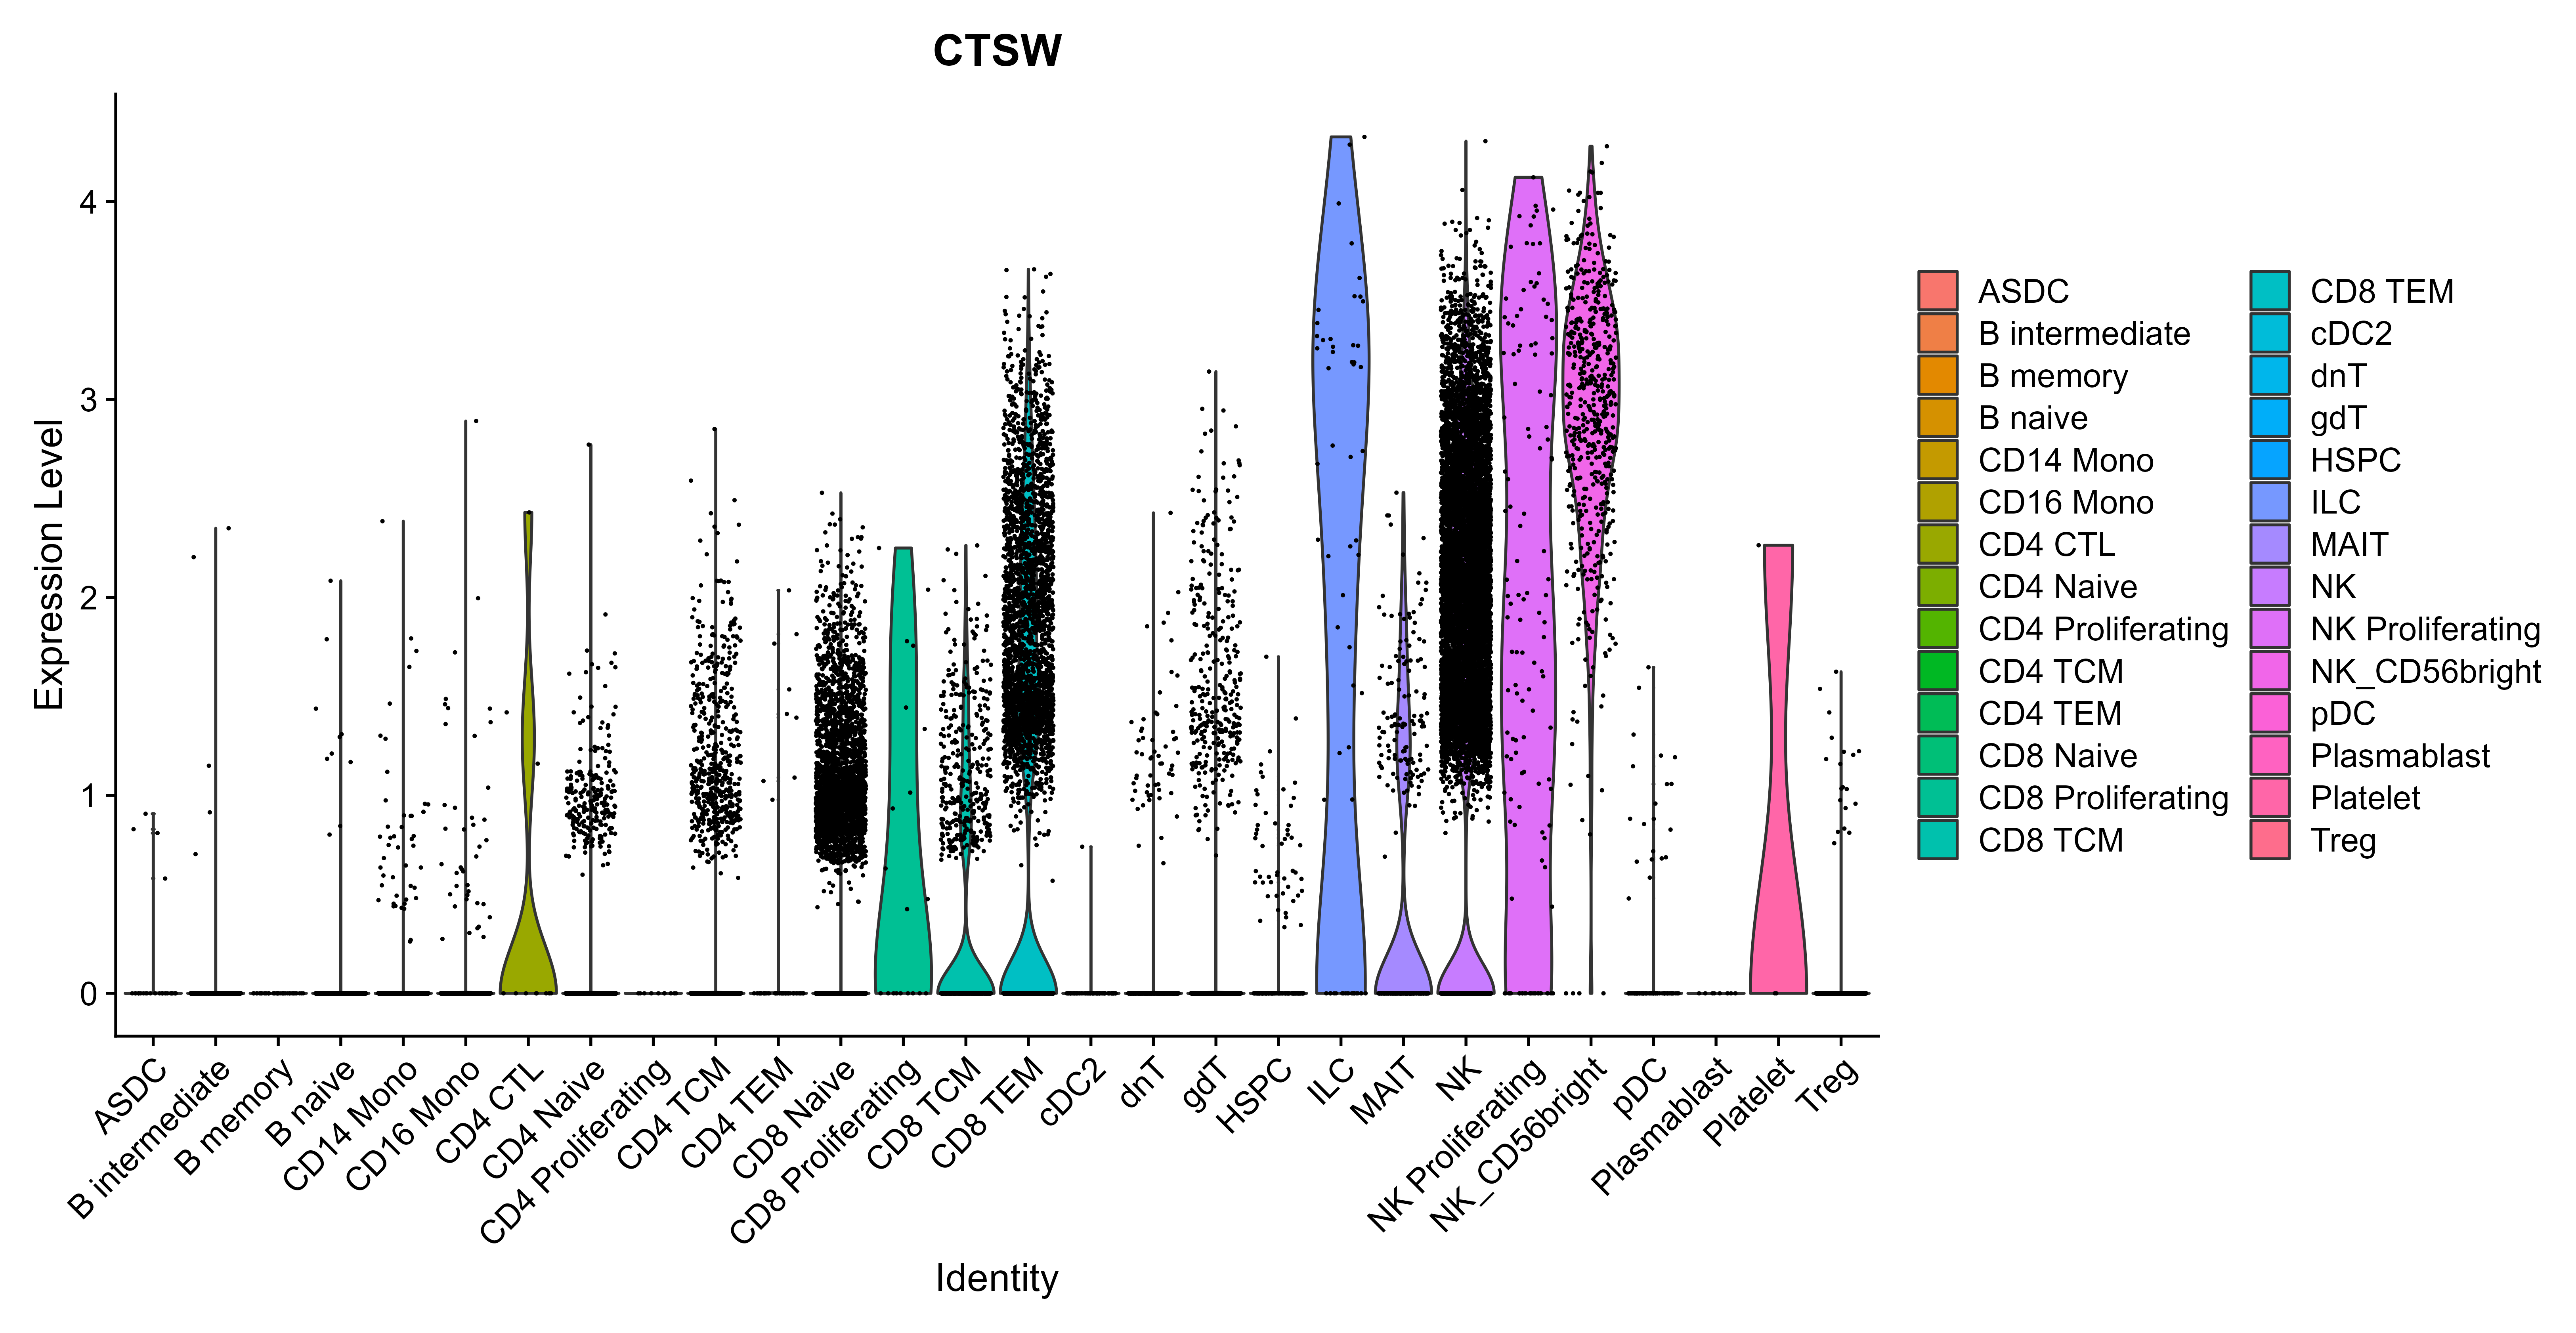 CTSW
Expression Level
4
3
2
1
0
ASDC
B intermediate
B memory
B naive
CD14 Mono
CD16 Mono
CD4 CTL
CD4 Naive
CD4 Proliferating
CD4 TCM
CD4 TEM
CD8 Naive
CD8 Proliferating
CD8 TCM
CD8 TEM
cDC2
dnT
gdT
HSPC
ILC
MAIT
NK
NK Proliferating
NK_CD56bright
pDC
Plasmablast
Platelet
Treg
Identity
ASDC
B intermediate
B memory
B naive
CD14 Mono
CD16 Mono
CD4 CTL
CD4 Naive
CD4 Proliferating
CD4 TCM
CD4 TEM
CD8 Naive
CD8 Proliferating
CD8 TCM
CD8 TEM
cDC2
dnT
gdT
HSPC
ILC
MAIT
NK
NK Proliferating
NK_CD56bright
pDC
Plasmablast
Platelet
Treg